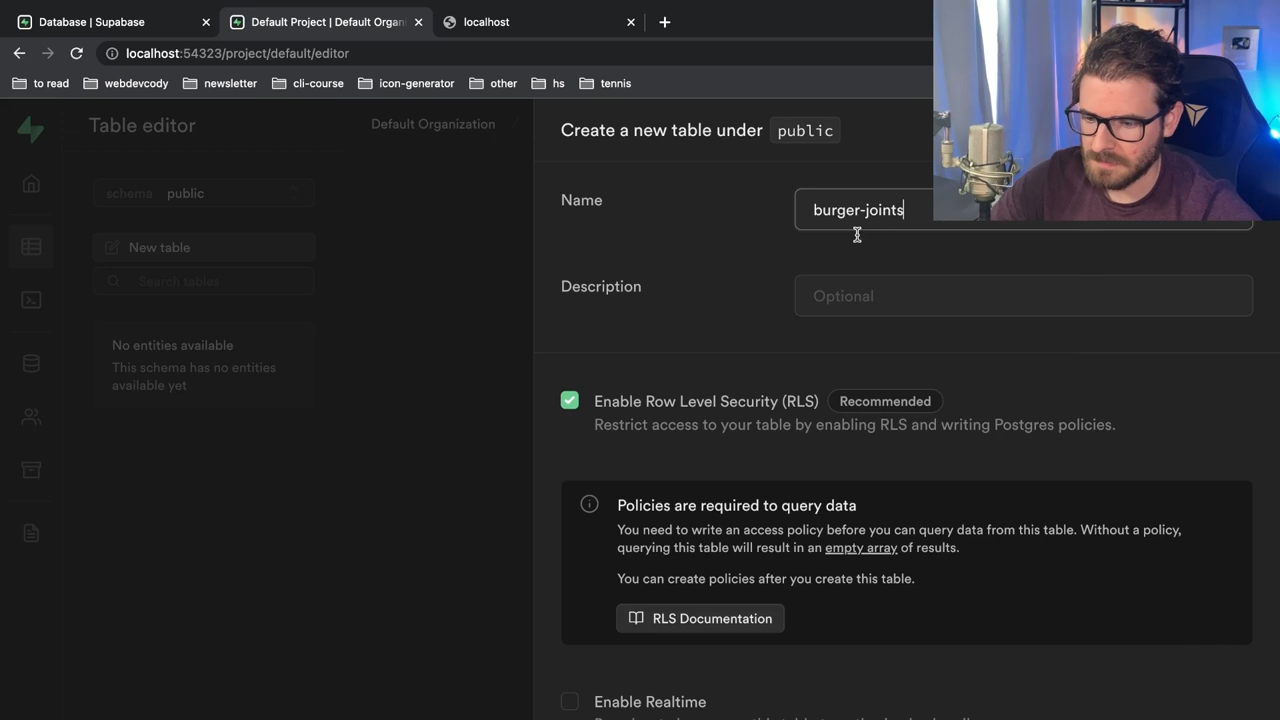 Database | Supabase
Default Project | Default Organi
localhost
localhost:54323/project/default/editor
to read
webdevcody
newsletter
cli-course
icon-generator
other
hs
tennis
Table editor
Default Organization
schema public
New table
Search tables
No entities available
This schema has no entities
available yet
Create a new table under public
Name
burger-joints
Description
Optional
Enable Row Level Security (RLS) Recommended
Restrict access to your table by enabling RLS and writing Postgres policies.
Policies are required to query data
You need to write an access policy before you can query data from this table. Without a policy,
querying this table will result in an empty array of results.
You can create policies after you create this table.
RLS Documentation
Enable Realtime